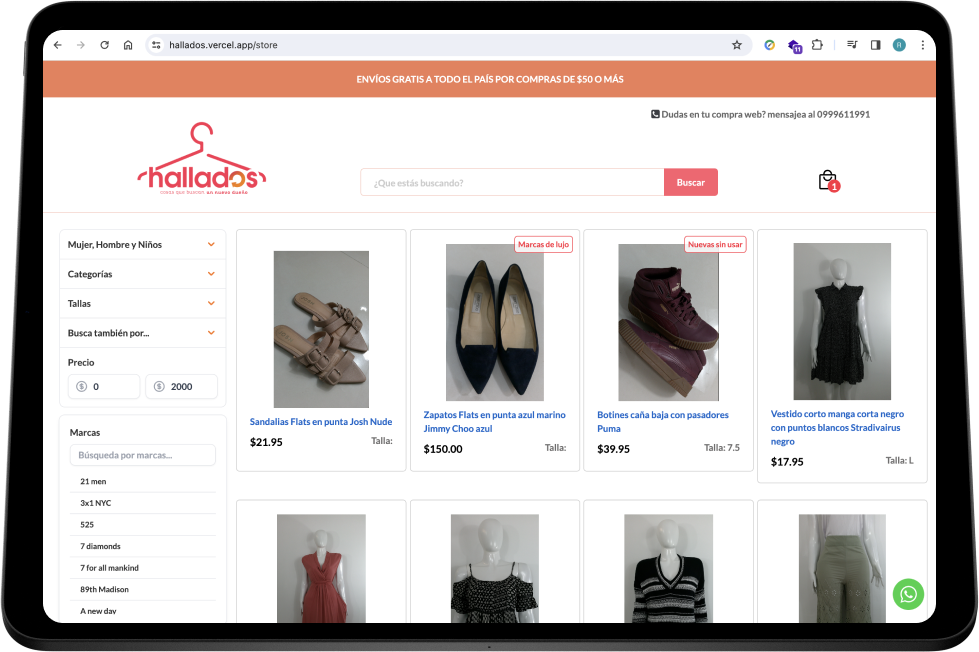 hallados.vercel.app/store
11
A
ENVÍOS GRATIS A TODO EL PAÍS POR COMPRAS DE $50 O MÁS
Dudas en tu compra web? mensajea al 0999611991
hallados
cosas que buscan un nuevo dueño
¿Que estás buscando?
Buscar
1
Mujer, Hombre y Niños
Categorías
Tallas
Busca también por...
Precio
$ 0
$ 2000
Marcas
Búsqueda por marcas...
21 men
3x1 NYC
525
7 diamonds
7 for all mankind
89th Madison
A new day
Sandalias Flats en punta Josh Nude
$21.95 Talla:
Marcas de lujo
Zapatos Flats en punta azul marino
Jimmy Choo azul
$150.00 Talla:
Nuevas sin usar
Botines caña baja con pasadores
Puma
$39.95 Talla: 7.5
Vestido corto manga corta negro
con puntos blancos Stradivairus
negro
$17.95 Talla: L